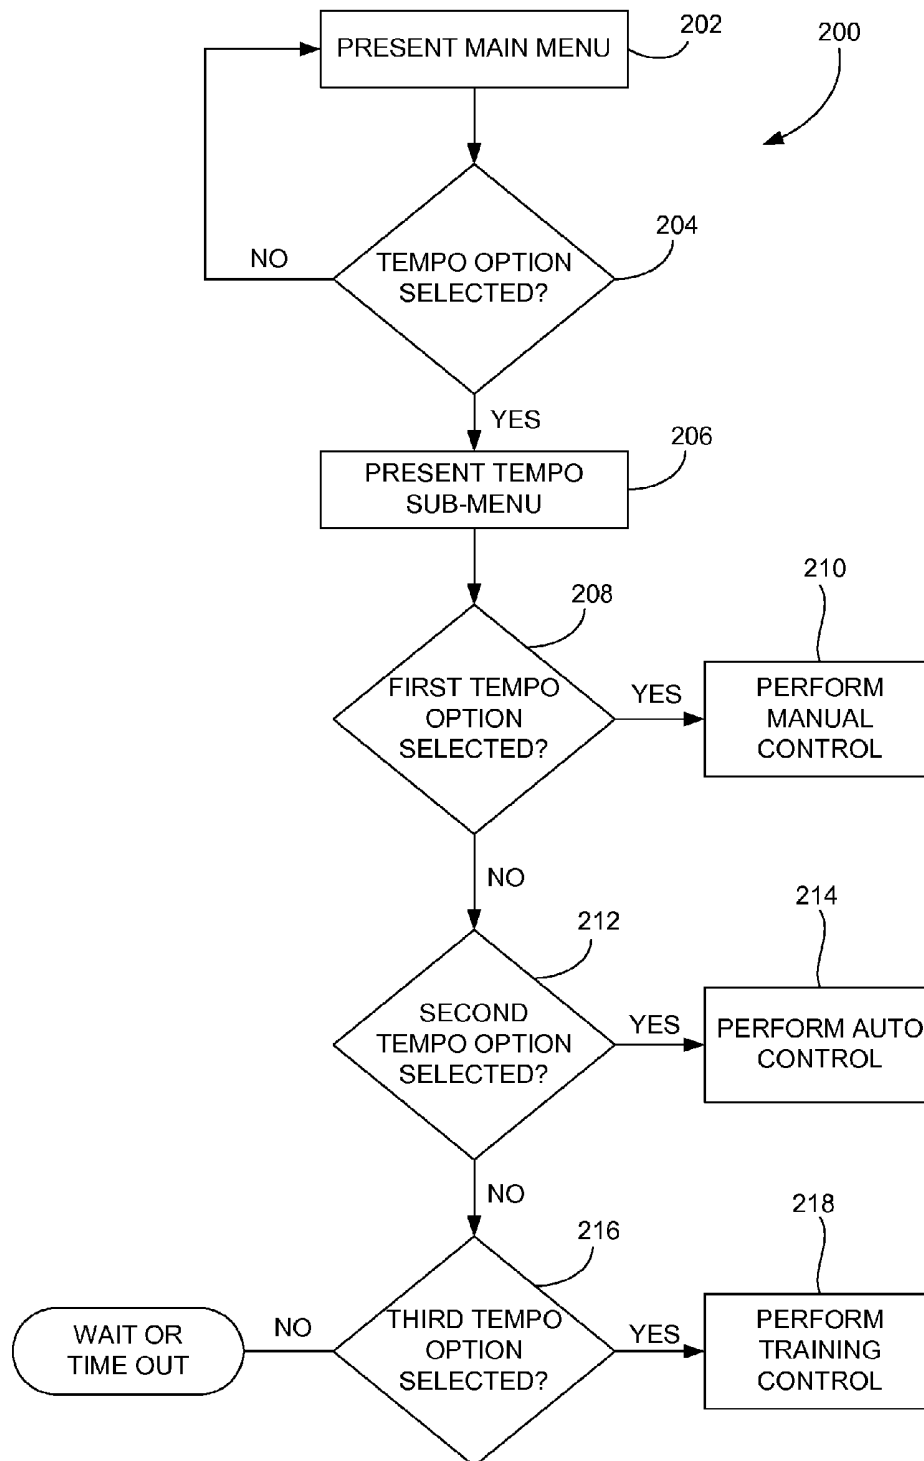 PRESENT MAIN MENU
202
200
TEMPO OPTION
SELECTED?
204
NO
YES
PRESENT TEMPO
SUB-MENU
206
208
FIRST TEMPO
OPTION
SELECTED?
YES
210
PERFORM
MANUAL
CONTROL
NO
212
SECOND
TEMPO OPTION
SELECTED?
YES
214
PERFORM AUTO
CONTROL
NO
216
THIRD TEMPO
OPTION
SELECTED?
YES
218
PERFORM
TRAINING
CONTROL
NO
WAIT OR
TIME OUT